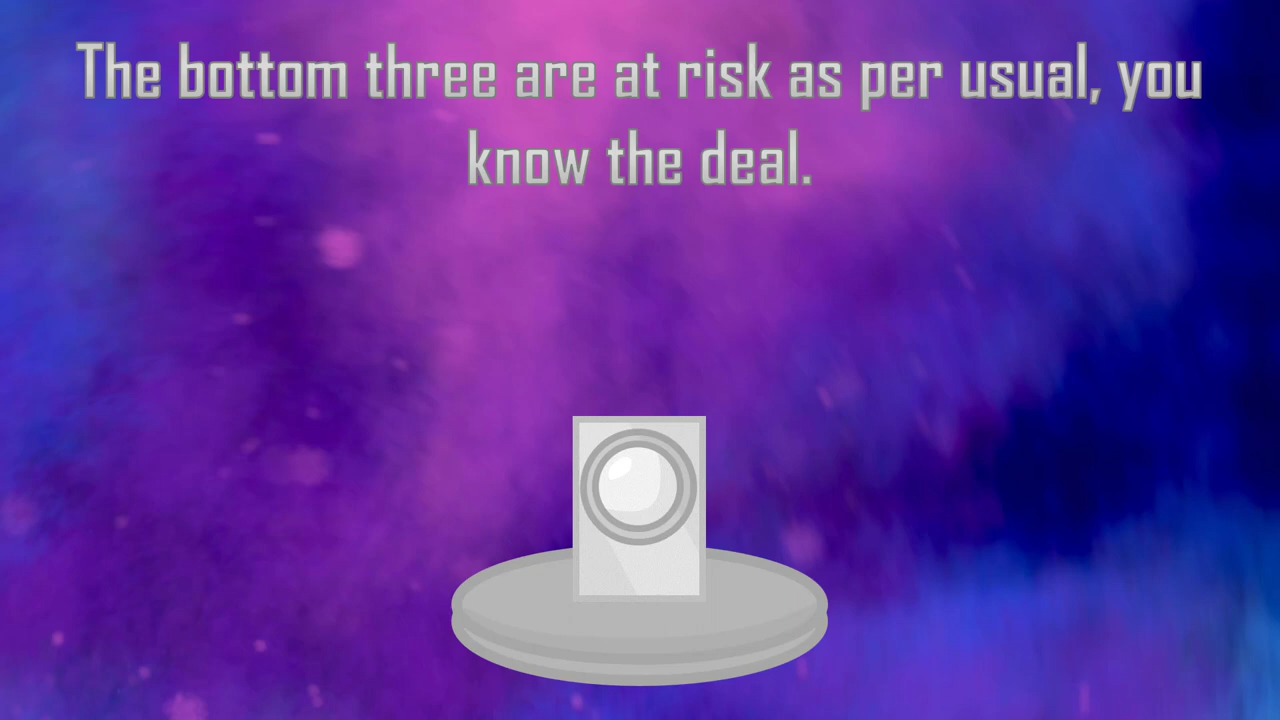 The bottom three are at risk as per usual, you
know the deal.